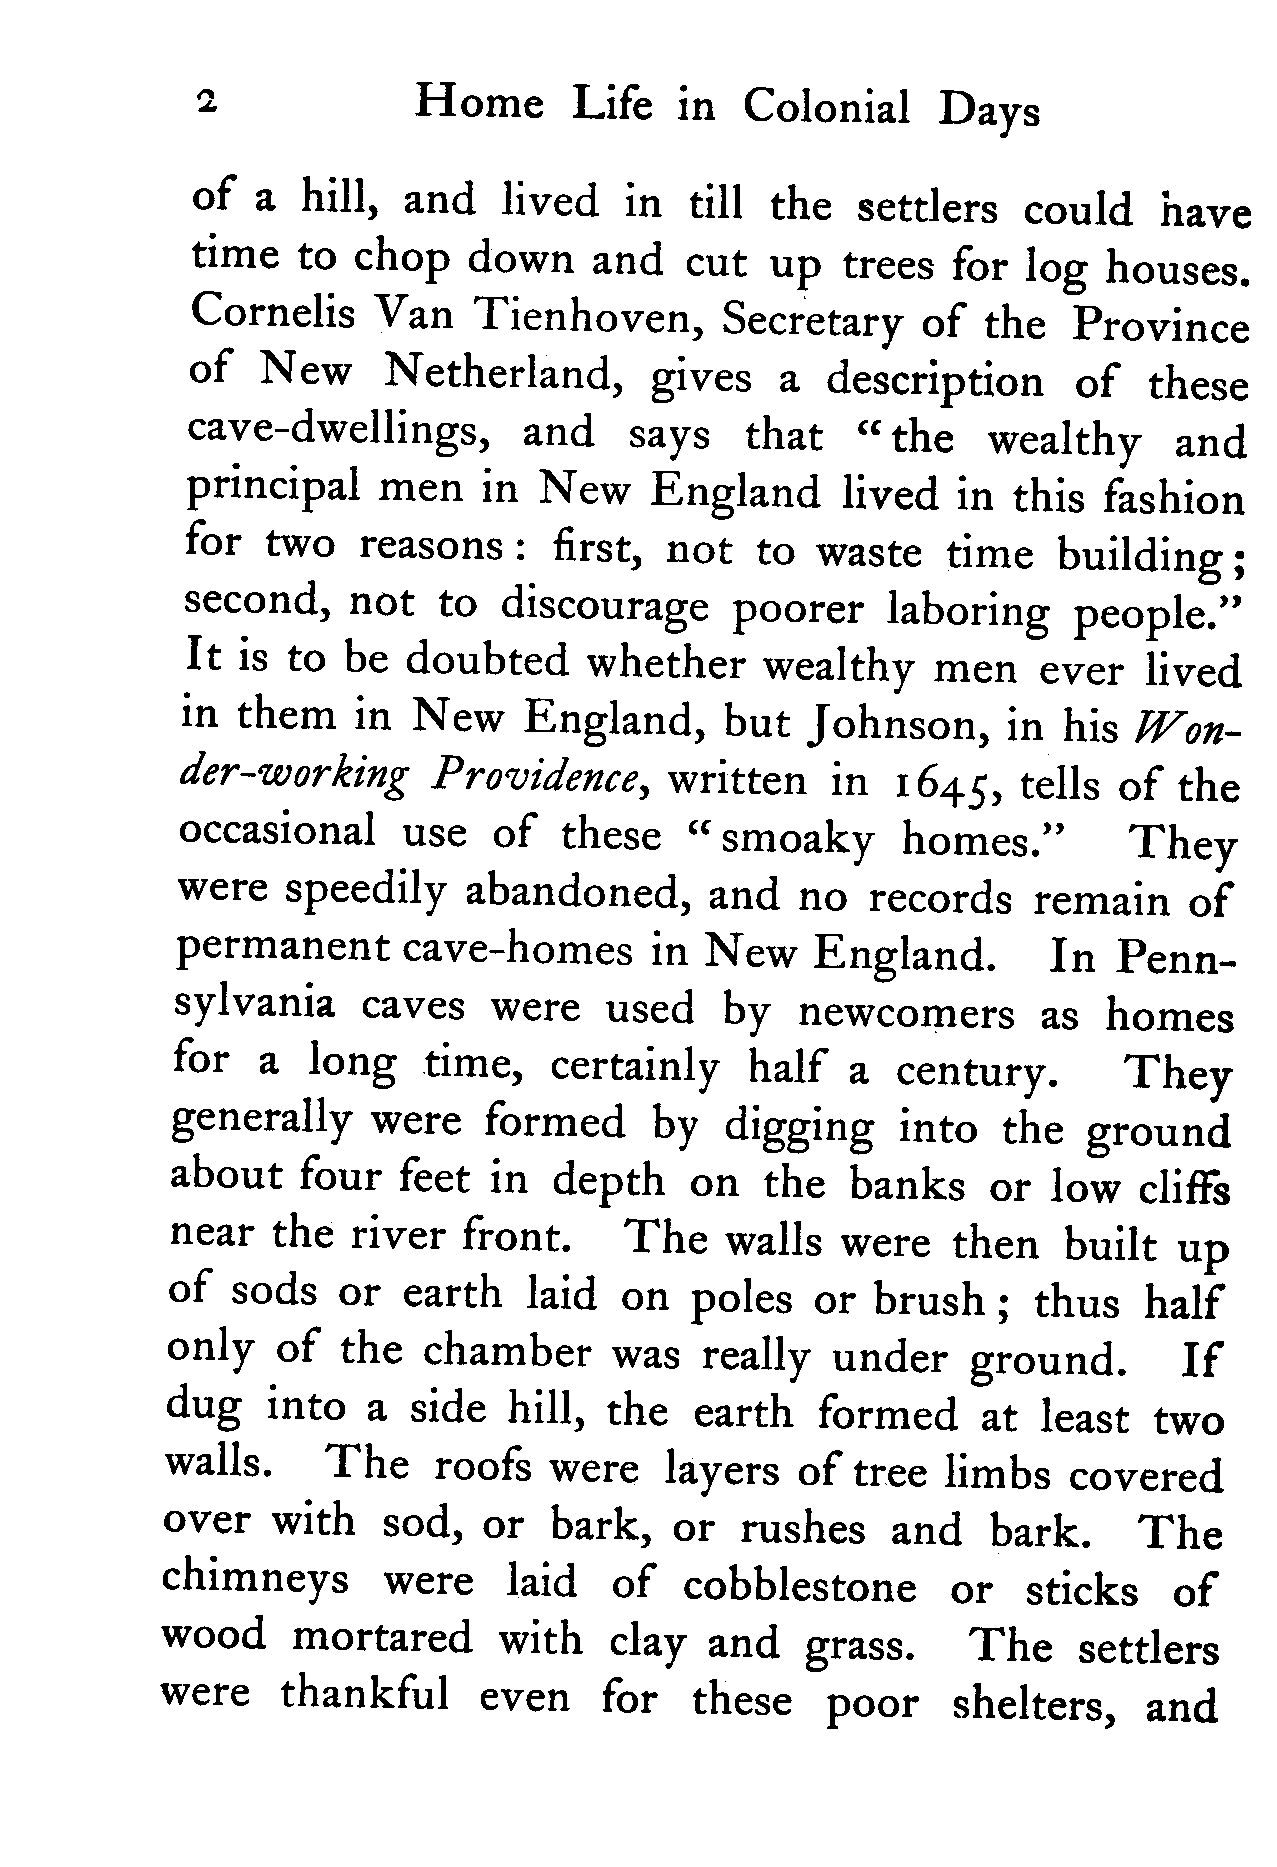 2 Home Life in Colonial Days
of a hill, and lived in till the settlers could have
time to chop down and cut up trees for log houses.
Cornelis Van Tienhoven, Secretary of the Province
of New Netherland, gives a description of these
cave-dwellings, and says that “the wealthy and
principal men in New England lived in this fashion
for two reasons: first, not to waste time building;
second, not to discourage poorer laboring people.”
It is to be doubted whether wealthy men ever lived
in them in New England, but Johnson, in his Won-
der-working Providence, written in 1645, tells of the
occasional use of these “smoaky homes.” They
were speedily abandoned, and no records remain of
permanent cave-homes in New England. In Penn-
sylvania caves were used by newcomers as homes
for a long time, certainly half a century. They
generally were formed by digging into the ground
about four feet in depth on the banks or low cliffs
near the river front. The walls were then built up
of sods or earth laid on poles or brush; thus half
only of the chamber was really under ground. If
dug into a side hill, the earth formed at least two
walls. The roofs were layers of tree limbs covered
over with sod, or bark, or rushes and bark. The
chimneys were laid of cobblestone or sticks of
wood mortared with clay and grass. The settlers
were thankful even for these poor shelters, and